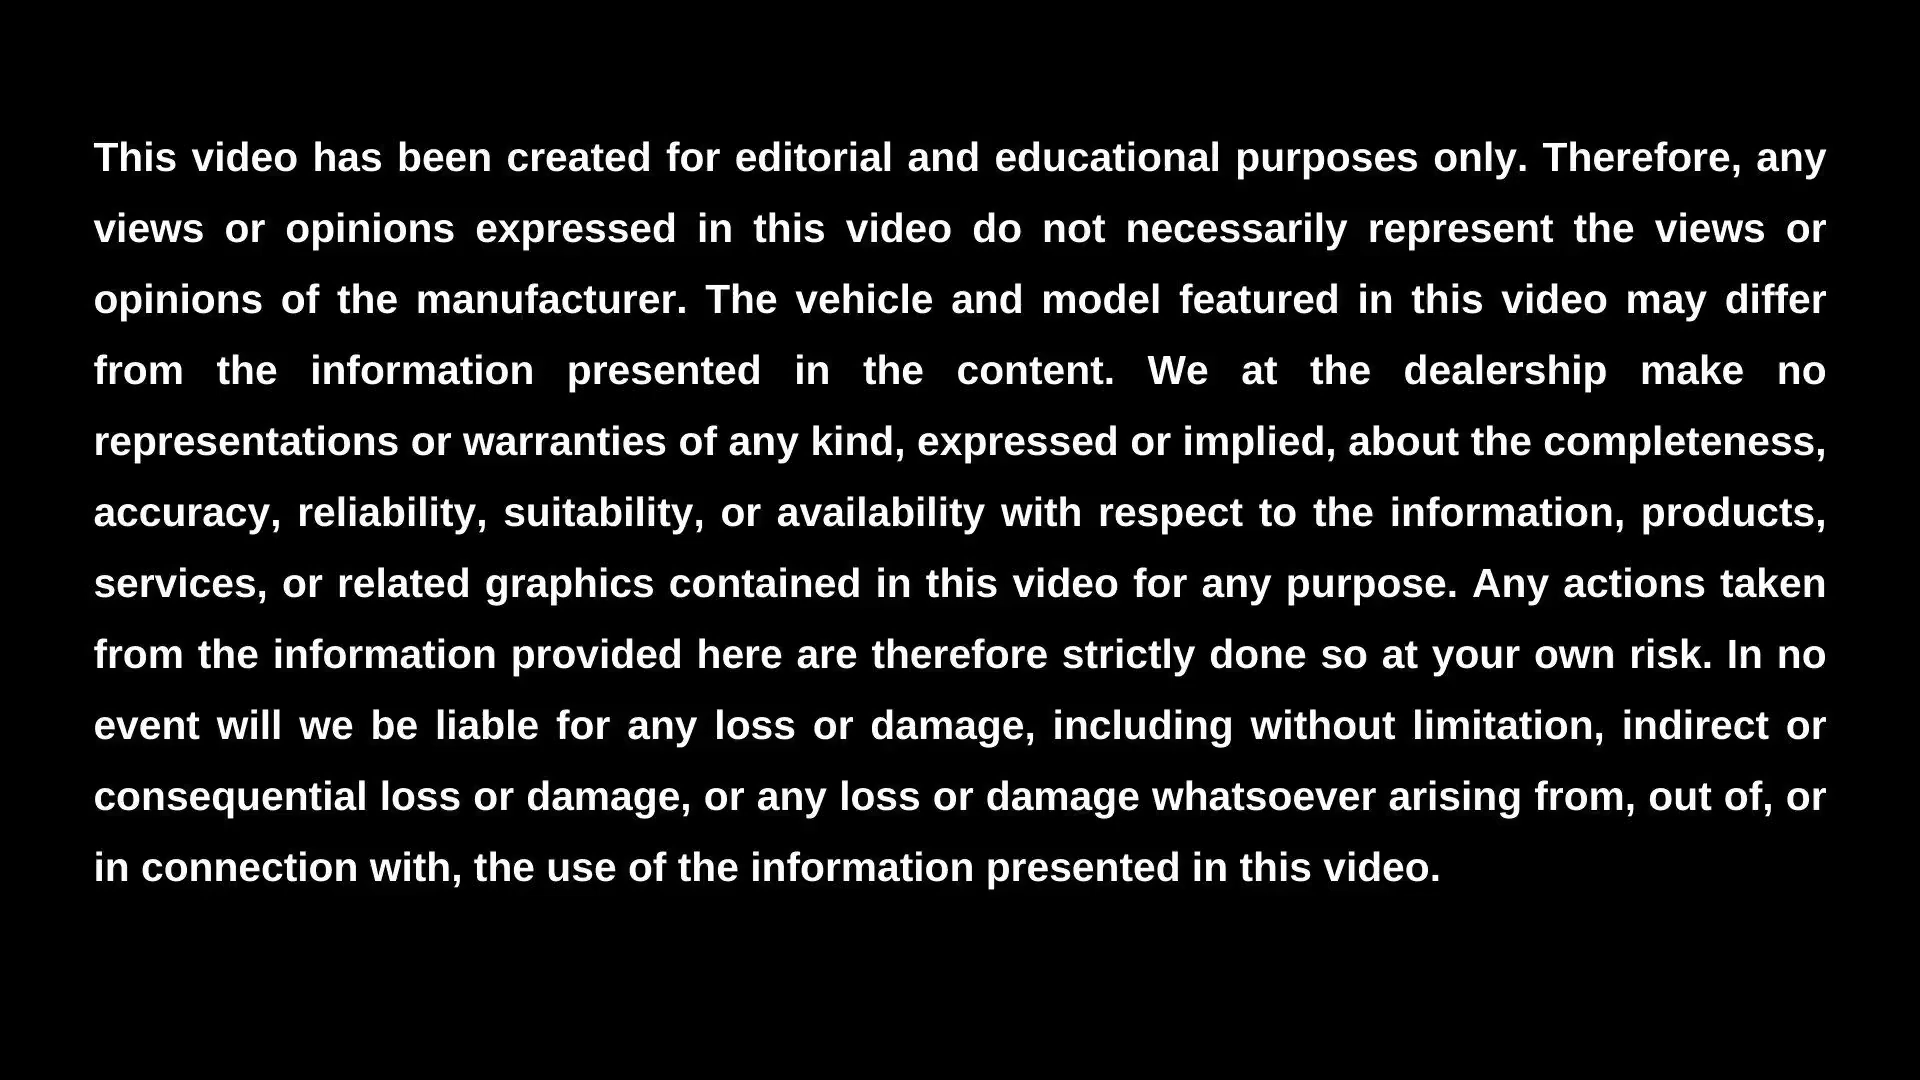 This video has been created for editorial and educational purposes only. Therefore, any
views or opinions expressed in this video do not necessarily represent the views or
opinions of the manufacturer. The vehicle and model featured in this video may differ
from the information presented in the content. We at the dealership make no
representations or warranties of any kind, expressed or implied, about the completeness,
accuracy, reliability, suitability, or availability with respect to the information, products,
services, or related graphics contained in this video for any purpose. Any actions taken
from the information provided here are therefore strictly done so at your own risk. In no
event will we be liable for any loss or damage, including without limitation, indirect or
consequential loss or damage, or any loss or damage whatsoever arising from, out of, or
in connection with, the use of the information presented in this video.